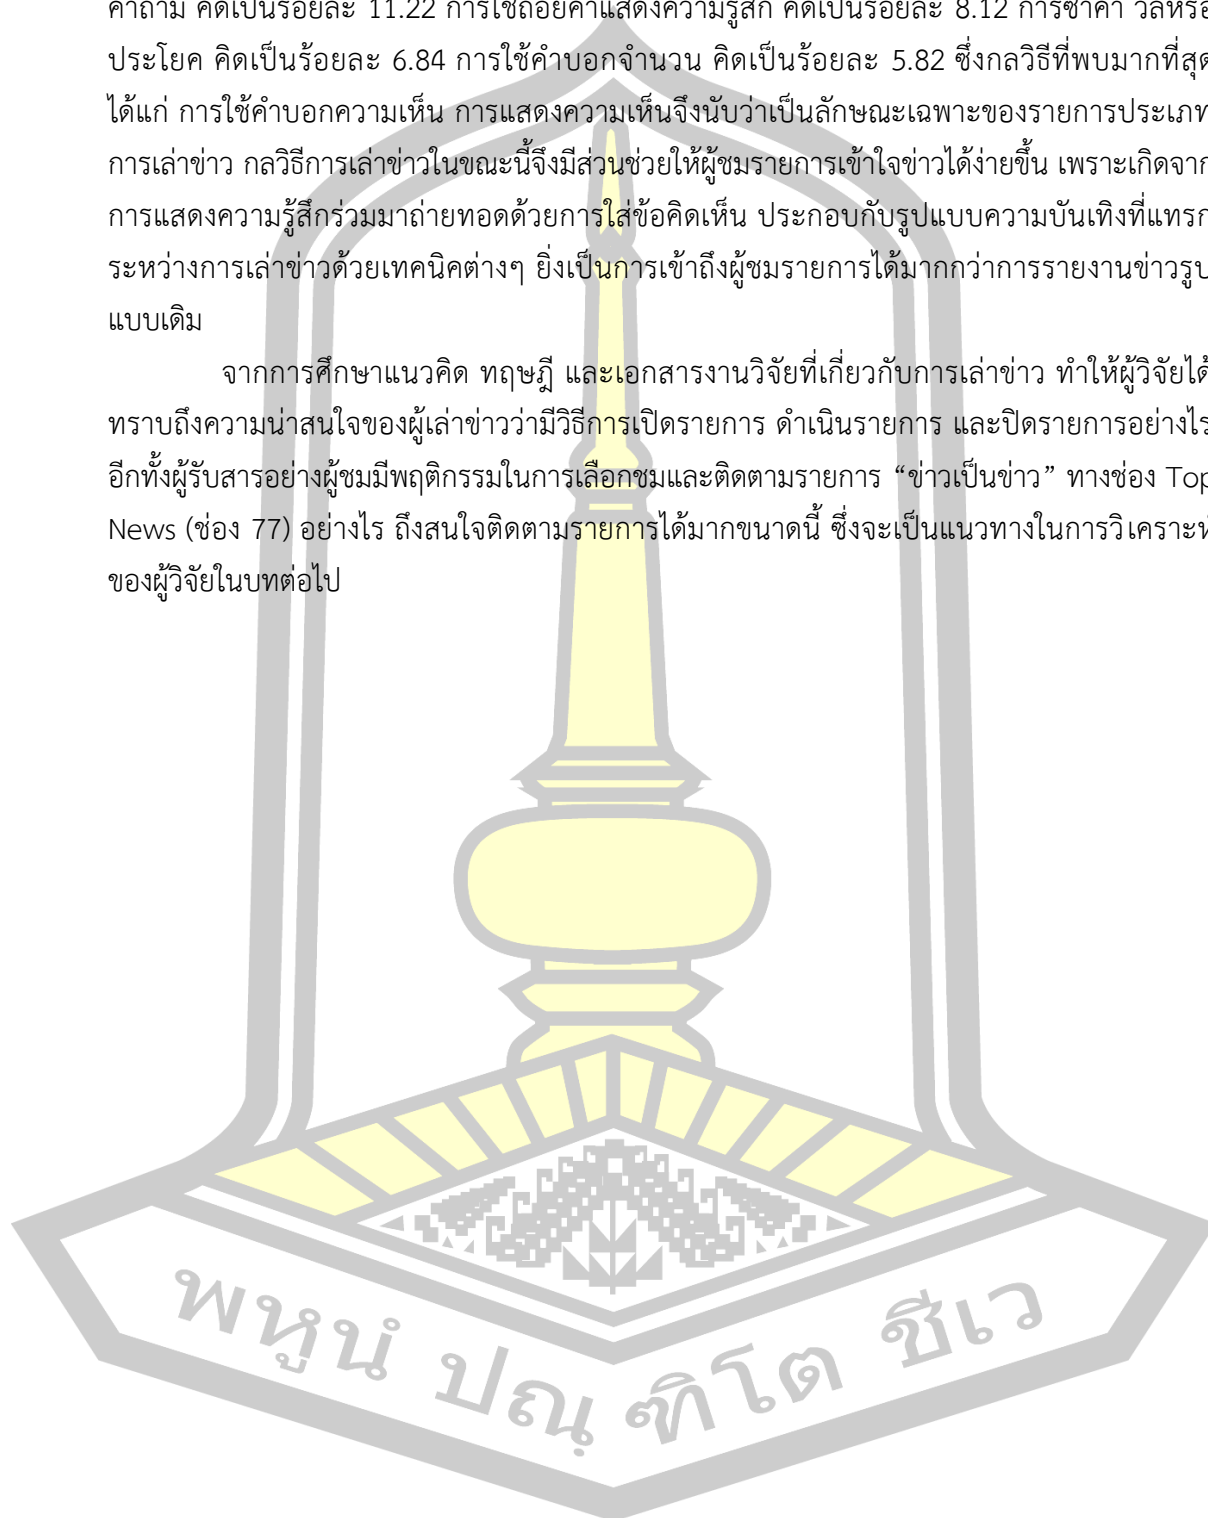 คำถาม คิดเป็นร้อยละ 11.22 การใช้ถ้อยคำแสดงความรู้สึก คิดเป็นร้อยละ 8.12 การซ้ำคำ วลีหรือ
ประโยค คิดเป็นร้อยละ 6.84 การใช้คำบอกจำนวน คิดเป็นร้อยละ 5.82 ซึ่งกลวิธีที่พบมากที่สุด
ได้แก่ การใช้คำบอกความเห็น การแสดงความเห็นจึงนับว่าเป็นลักษณะเฉพาะของรายการประเภท
การเล่าข่าว กลวิธีการเล่าข่าวในขณะนี้จึงมีส่วนช่วยให้ผู้ชมรายการเข้าใจข่าวได้ง่ายขึ้น เพราะเกิดจาก
การแสดงความรู้สึกร่วมมาถ่ายทอดด้วยการใส่ข้อคิดเห็น ประกอบกับรูปแบบความบันเทิงที่แทรก
ระหว่างการเล่าข่าวด้วยเทคนิคต่างๆ ยิ่งเป็นการเข้าถึงผู้ชมรายการได้มากกว่าการรายงานข่าวรูป
แบบเดิม
จากการศึกษาแนวคิด ทฤษฎี และเอกสารงานวิจัยที่เกี่ยวกับการเล่าข่าว ทำให้ผู้วิจัยได้
ทราบถึงความน่าสนใจของผู้เล่าข่าวว่ามีวิธีการเปิดรายการ ดำเนินรายการ และปิดรายการอย่างไร
อีกทั้งผู้รับสารอย่างผู้ชมมีพฤติกรรมในการเลือกชมและติดตามรายการ “ข่าวเป็นข่าว” ทางช่อง Top
News (ช่อง 77) อย่างไร ถึงสนใจติดตามรายการได้มากขนาดนี้ ซึ่งจะเป็นแนวทางในการวิเคราะห์
ของผู้วิจัยในบทต่อไป
พหูนํ ปณฺฑิโต ชีเว